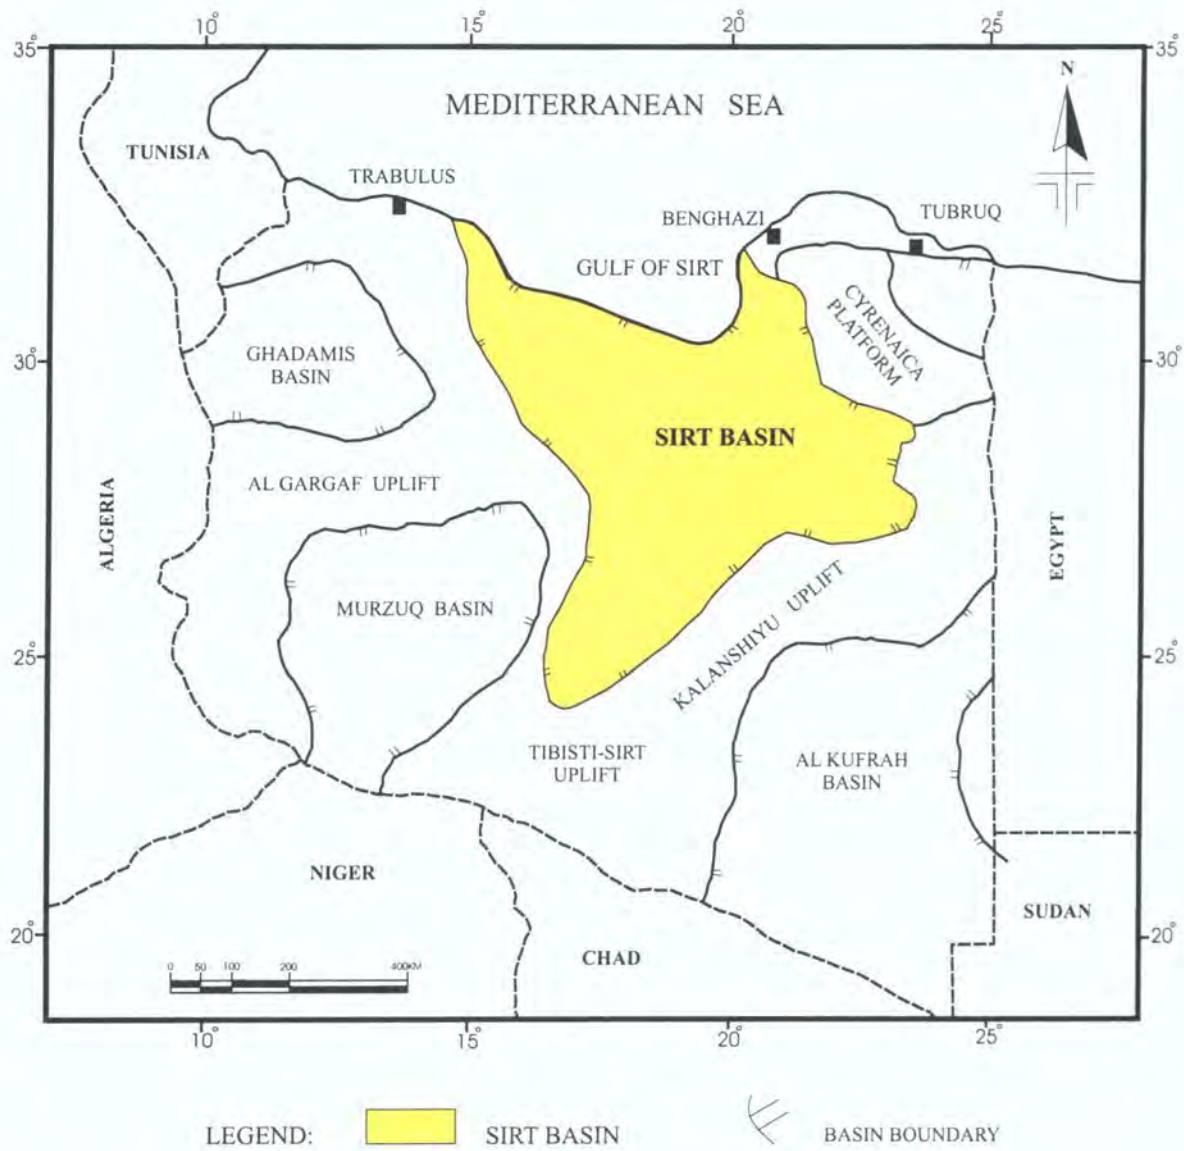 10° 15° 20° 25°
35° 35°
N
MEDITERRANEAN SEA
TUNISIA
TRABULUS
BENGHAZI
TUBRUQ
GULF OF SIRT
CYRENAICA
PLATFORM
30° 30°
GHADAMIS
BASIN
SIRT BASIN
AL GARGAF UPLIFT
ALGERIA
EGYPT
MURZUQ BASIN
KALANSHIYU UPLIFT
25° 25°
TIBISTI-SIRT
UPLIFT
AL KUFRAH
BASIN
NIGER
SUDAN
20° 20°
CHAD
0 50 100 200 400KM
10° 15° 20° 25°
LEGEND: SIRT BASIN BASIN BOUNDARY